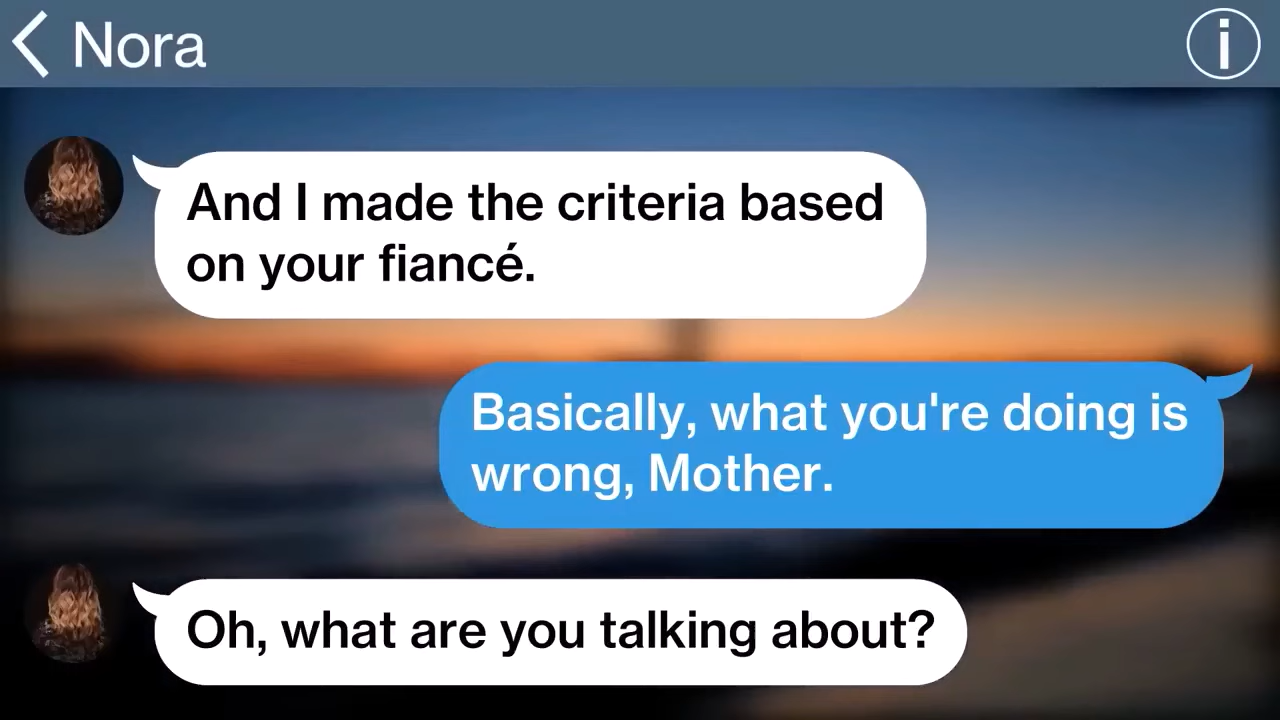 Nora
And I made the criteria based
on your fiancé.
Basically, what you're doing is
wrong, Mother.
Oh, what are you talking about?